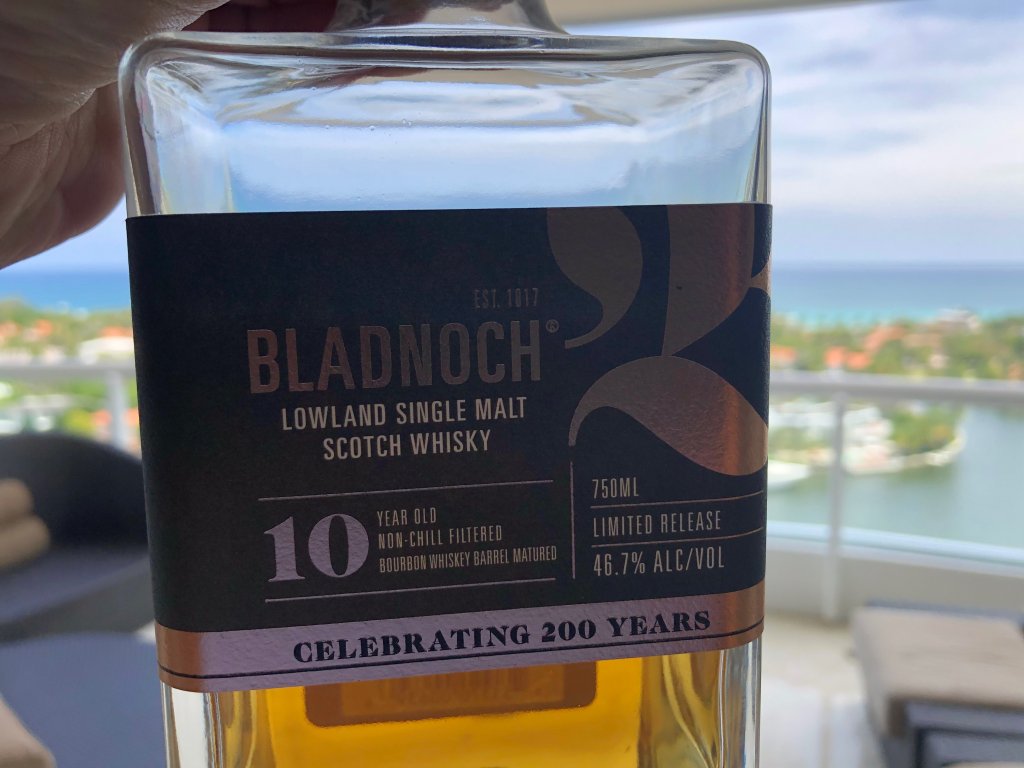 EST. 1817
BLADNOCH®
LOWLAND SINGLE MALT
SCOTCH WHISKY
10
YEAR OLD
NON-CHILL FILTERED
BOURBON WHISKEY BARREL MATURED
750ML
LIMITED RELEASE
46.7% ALC/VOL
CELEBRATING 200 YEARS